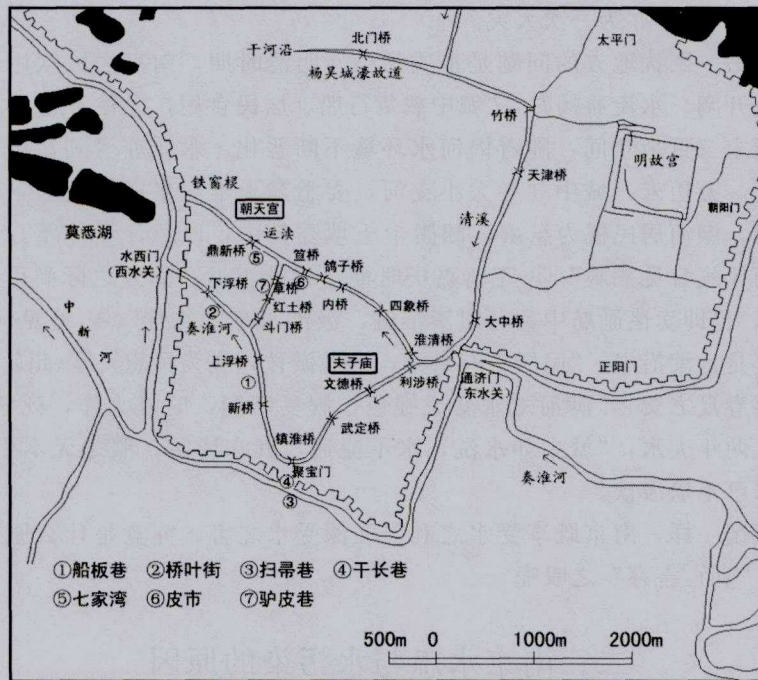 北门桥
太平门
干河沿
杨吴城濠故道
竹桥
明故宫
天津桥
铁窗棂
朝阳门
朝天宫
清溪
运渎
莫愁湖
水西门
(西水关)
鼎新桥
⑤
笪桥
鸽子桥
⑥
下浮桥
⑦
草桥
内桥
②
红土桥
四象桥
中新河
秦淮河
斗门桥
大中桥
淮清桥
上浮桥
夫子庙
正阳门
①
文德桥
利涉桥
通济门
(东水关)
新桥
武定桥
镇淮桥
聚宝门
④
③
秦淮河
①船板巷 ②桥叶街 ③扫帚巷 ④干长巷
⑤七家湾 ⑥皮市 ⑦驴皮巷
500m 0 1000m 2000m